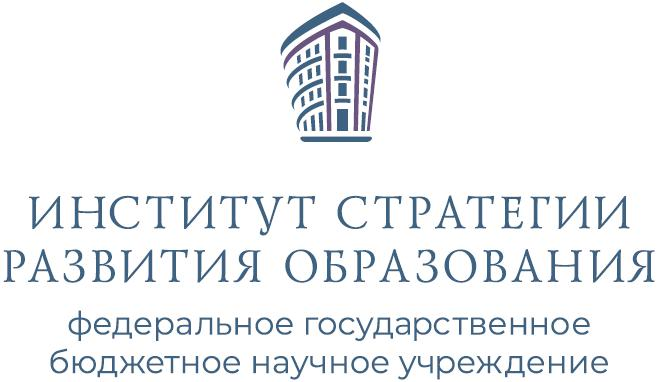 ИНСТИТУТ СТРАТЕГИИ
РАЗВИТИЯ ОБРАЗОВАНИЯ
федеральное государственное
бюджетное научное учреждение